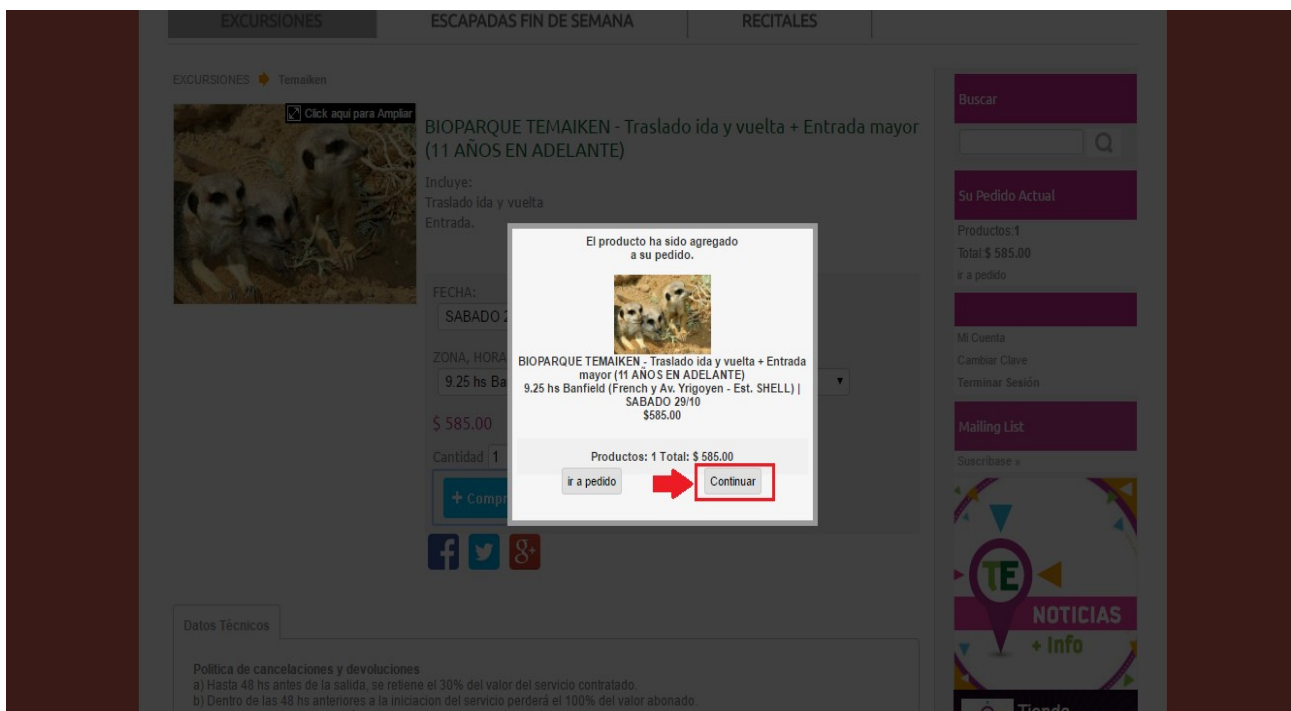 EXCURSIONES
ESCAPADAS FIN DE SEMANA
RECITALES
EXCURSIONES Temaiken
Click aqui para Ampliar
BIOPARQUE TEMAIKEN - Traslado ida y vuelta + Entrada mayor
(11 AÑOS EN ADELANTE)
Incluye:
Traslado ida y vuelta
Entrada.
FECHA:
SABADO 2
ZONA, HORA
9.25 hs Ba
$ 585.00
Cantidad 1
+ Compr
El producto ha sido agregado
a su pedido.
BIOPARQUE TEMAIKEN - Traslado ida y vuelta + Entrada
mayor (11 AÑOS EN ADELANTE)
9.25 hs Banfield (French y Av. Yrigoyen - Est. SHELL) |
SABADO 29/10
$585.00
Productos: 1 Total: $ 585.00
ir a pedido
Continuar
Buscar
Su Pedido Actual
Productos:1
Total:$ 585.00
ir a pedido
Mi Cuenta
Cambiar Clave
Terminar Sesión
Mailing List
Suscribase »
TE
NOTICIAS
+ Info
Tienda
Datos Técnicos
Política de cancelaciones y devoluciones
a) Hasta 48 hs antes de la salida, se retiene el 30% del valor del servicio contratado.
b) Dentro de las 48 hs anteriores a la iniciacion del servicio perderá el 100% del valor abonado.